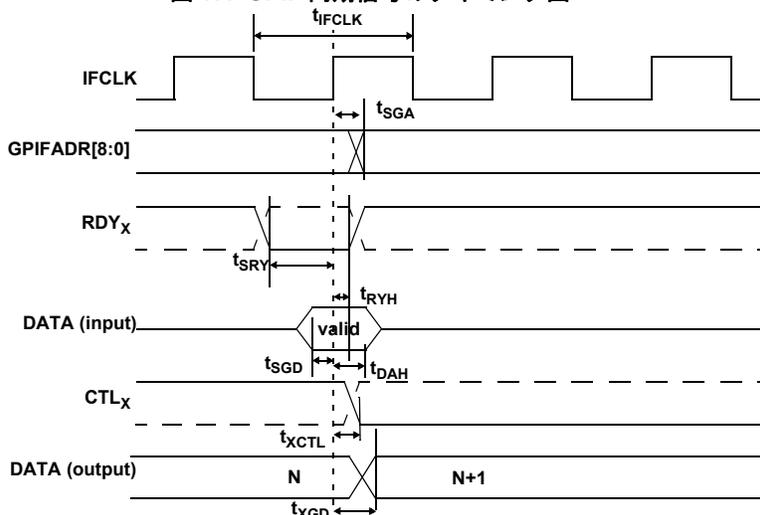 tIFCLK
IFCLK
tSGA
GPIFADR[8:0]
RDYX
tSRY
tRYH
DATA (input)
valid
tSGD
tDAH
CTLX
tXCTL
DATA (output)
N
N+1
tXGD